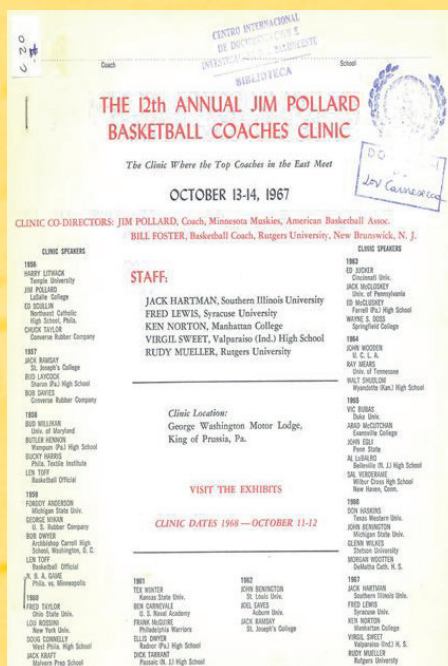 CENTRO INTERNACIONAL
DE DOCUMENTACION E
INVESTIGACION DEL BALONCESTO
BIBLIOTECA
Coach
School
THE 12th ANNUAL JIM POLLARD
BASKETBALL COACHES CLINIC
The Clinic Where the Top Coaches in the East Meet
OCTOBER 13-14, 1967
CLINIC CO-DIRECTORS: JIM POLLARD, Coach, Minnesota Muskies, American Basketball Assoc.
BILL FOSTER, Basketball Coach, Rutgers University, New Brunswick, N. J.
CLINIC SPEAKERS
1956
HARRY LITWACK
Temple University
JIM POLLARD
LaSalle College
ED SCULLIN
Northeast Catholic
High School, Phila.
CHUCK TAYLOR
Converse Rubber Company
1957
JACK RAMSAY
St. Joseph's College
BUD LAYCOCK
Sharon (Pa.) High School
BOB DAVIES
Converse Rubber Company
1958
BUD MILLIKAN
Univ. of Maryland
BUTLER HENNON
Wampum (Pa.) High School
BUCKY HARRIS
Phila. Textile Institute
LEN TOFF
Basketball Official
1959
FORDDY ANDERSON
Michigan State Univ.
GEORGE MIKAN
U. S. Rubber Company
BOB DWYER
Archbishop Carroll High
School, Washington, D. C.
LEN TOFF
Basketball Official
N. B. A. GAME
Phila. vs. Minneapolis
1960
FRED TAYLOR
Ohio State Univ.
LOU ROSSINI
New York Univ.
DOUG CONNELLY
West Phila. High School
JACK KRAFT
Malvern Prep School
STAFF:
JACK HARTMAN, Southern Illinois University
FRED LEWIS, Syracuse University
KEN NORTON, Manhattan College
VIRGIL SWEET, Valparaiso (Ind.) High School
RUDY MUELLER, Rutgers University
Clinic Location:
George Washington Motor Lodge,
King of Prussia, Pa.
VISIT THE EXHIBITS
CLINIC DATES 1968 — OCTOBER 11-12
1961
TEX WINTER
Kansas State Univ.
BEN CARNEVALE
U. S. Naval Academy
FRANK McGUIRE
Philadelphia Warriors
ELLIS DWYER
Radnor (Pa.) High School
DICK TARRANT
Passaic (N. J.) High School
1962
JOHN BENINGTON
St. Louis Univ.
JOEL EAVES
Auburn Univ.
JACK RAMSAY
St. Joseph's College
CLINIC SPEAKERS
1963
ED JUCKER
Cincinnati Univ.
JACK McCLOSKEY
Univ. of Pennsylvania
ED McCLUSKEY
Farrell (Pa.) High School
WAYNE S. DOSS
Springfield College
1964
JOHN WOODEN
U. C. L. A.
RAY MEARS
Univ. of Tennessee
WALT SHUBLOM
Wyandotte (Kan.) High School
1965
VIC BUBAS
Duke Univ.
ARAD McCUTCHAN
Evansville College
JOHN EGLI
Penn State
AL LoBALBO
Belleville (N. J.) High School
SAL VERDERAME
Wilbur Cross High School
New Haven, Conn.
1966
DON HASKINS
Texas Western Univ.
JOHN BENINGTON
Michigan State Univ.
GLENN WILKES
Stetson University
MORGAN WOOTTEN
DeMatha Cath. H. S.
1967
JACK HARTMAN
Southern Illinois Univ.
FRED LEWIS
Syracuse Univ.
KEN NORTON
Manhattan College
VIRGIL SWEET
Valparaiso (Ind.) H. S.
RUDY MUELLER
Rutgers University